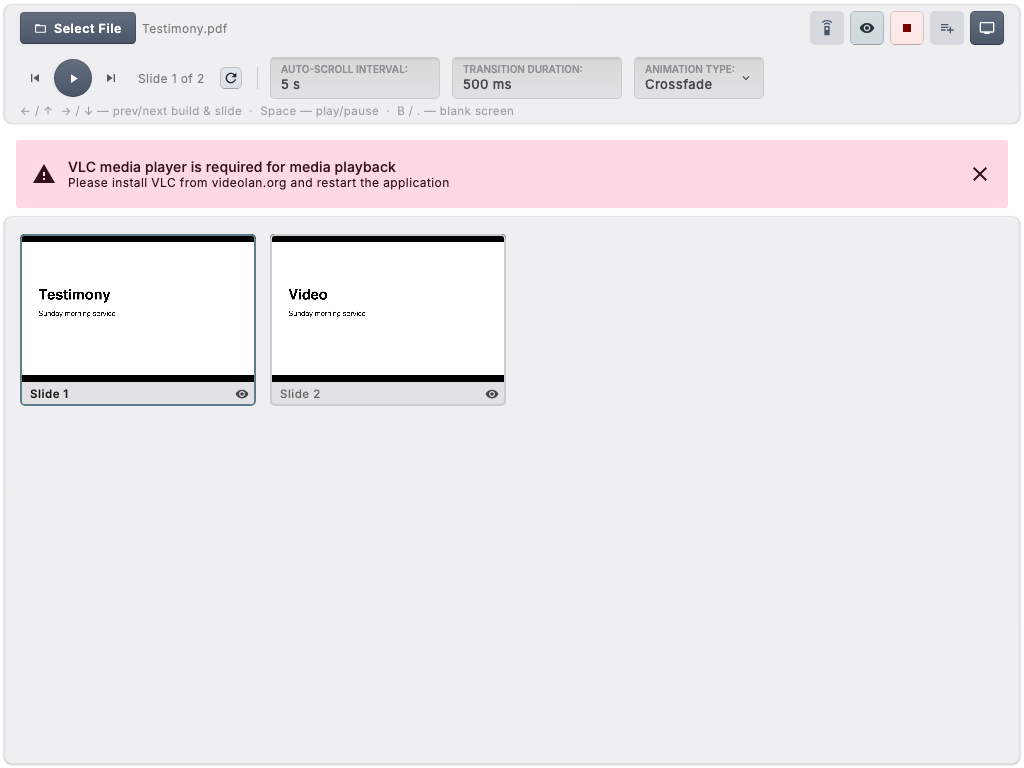 Select File
Testimony.pdf
Slide 1 of 2
AUTO-SCROLL INTERVAL:
5 s
TRANSITION DURATION:
500 ms
ANIMATION TYPE:
Crossfade
← / ↑ → / ↓ — prev/next build & slide · Space — play/pause · B / . — blank screen
VLC media player is required for media playback
Please install VLC from videolan.org and restart the application
Testimony
Sunday morning service
Slide 1
Video
Sunday morning service
Slide 2